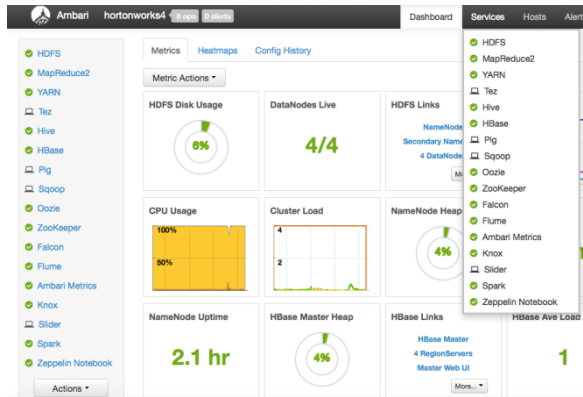 Ambari hortonworks4 0 ops 0 alerts Dashboard Services Hosts Alert
HDFS
MapReduce2
YARN
Tez
Hive
HBase
Pig
Sqoop
Oozie
ZooKeeper
Falcon
Flume
Ambari Metrics
Knox
Slider
Spark
Zeppelin Notebook
Actions
Metrics Heatmaps Config History
Metric Actions
HDFS Disk Usage
6%
DataNodes Live
4/4
HDFS Links
NameNode
Secondary Name
4 DataNode
Mo
CPU Usage
100%
50%
Cluster Load
4
2
NameNode Heap
4%
NameNode Uptime
2.1 hr
HBase Master Heap
4%
HBase Links
HBase Master
4 RegionServers
Master Web UI
More...
HBase Ave Load
1
HDFS
MapReduce2
YARN
Tez
Hive
HBase
Pig
Sqoop
Oozie
ZooKeeper
Falcon
Flume
Ambari Metrics
Knox
Slider
Spark
Zeppelin Notebook